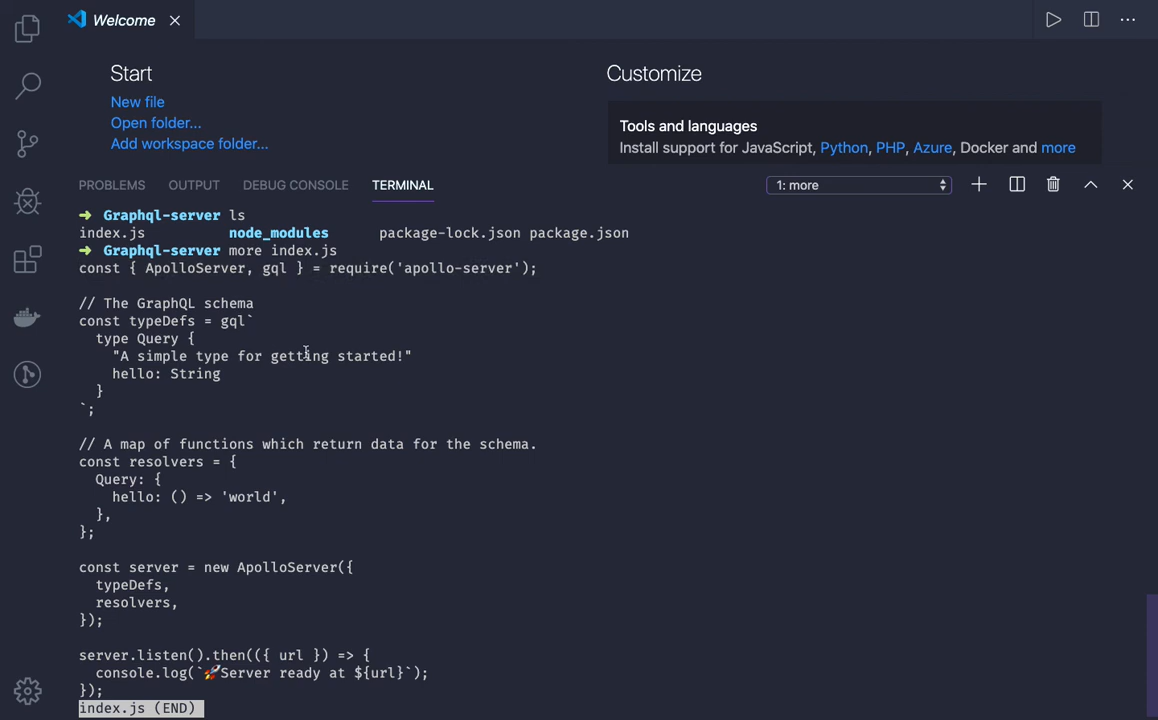 Welcome
Start
Customize
New file
Open folder...
Add workspace folder...
Tools and languages
Install support for JavaScript, Python, PHP, Azure, Docker and more
PROBLEMS OUTPUT DEBUG CONSOLE TERMINAL 1: more
➜ Graphql-server ls
index.js node_modules package-lock.json package.json
➜ Graphql-server more index.js
const { ApolloServer, gql } = require('apollo-server');
// The GraphQL schema
const typeDefs = gql`
type Query {
"A simple type for getting started!"
hello: String
}
`;
// A map of functions which return data for the schema.
const resolvers = {
Query: {
hello: () => 'world',
},
};
const server = new ApolloServer({
typeDefs,
resolvers,
});
server.listen().then(({ url }) => {
console.log(`🚀Server ready at ${url}`);
});
index.js (END)